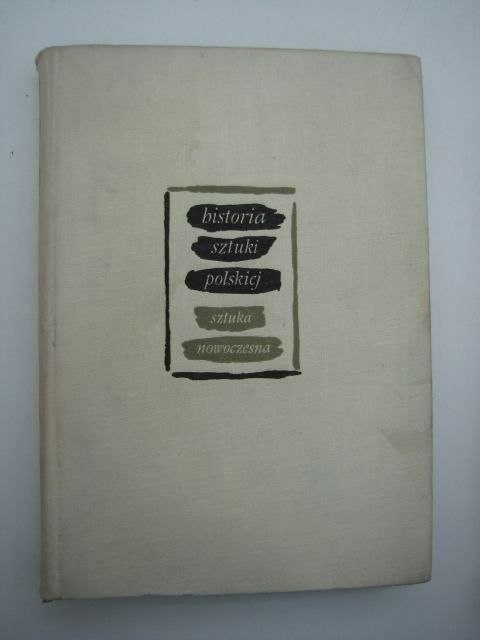 historia
sztuki
polskiej
sztuka
nowoczesna